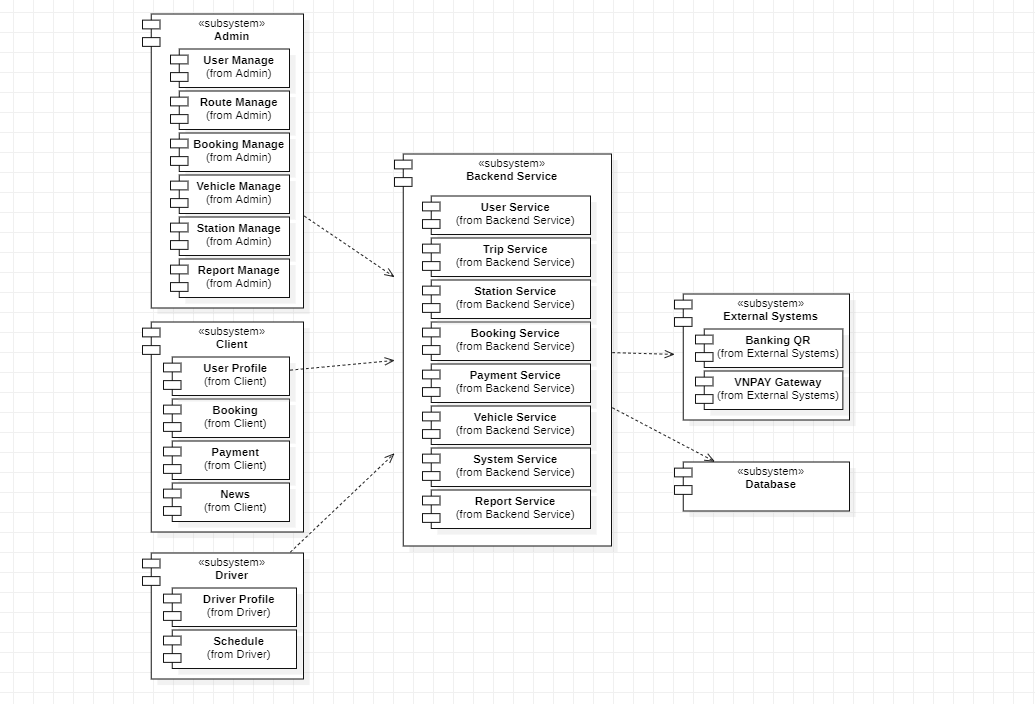 «subsystem»
Admin
User Manage
(from Admin)
Route Manage
(from Admin)
Booking Manage
(from Admin)
Vehicle Manage
(from Admin)
Station Manage
(from Admin)
Report Manage
(from Admin)
«subsystem»
Client
User Profile
(from Client)
Booking
(from Client)
Payment
(from Client)
News
(from Client)
«subsystem»
Driver
Driver Profile
(from Driver)
Schedule
(from Driver)
«subsystem»
Backend Service
User Service
(from Backend Service)
Trip Service
(from Backend Service)
Station Service
(from Backend Service)
Booking Service
(from Backend Service)
Payment Service
(from Backend Service)
Vehicle Service
(from Backend Service)
System Service
(from Backend Service)
Report Service
(from Backend Service)
«subsystem»
External Systems
Banking QR
(from External Systems)
VNPAY Gateway
(from External Systems)
«subsystem»
Database